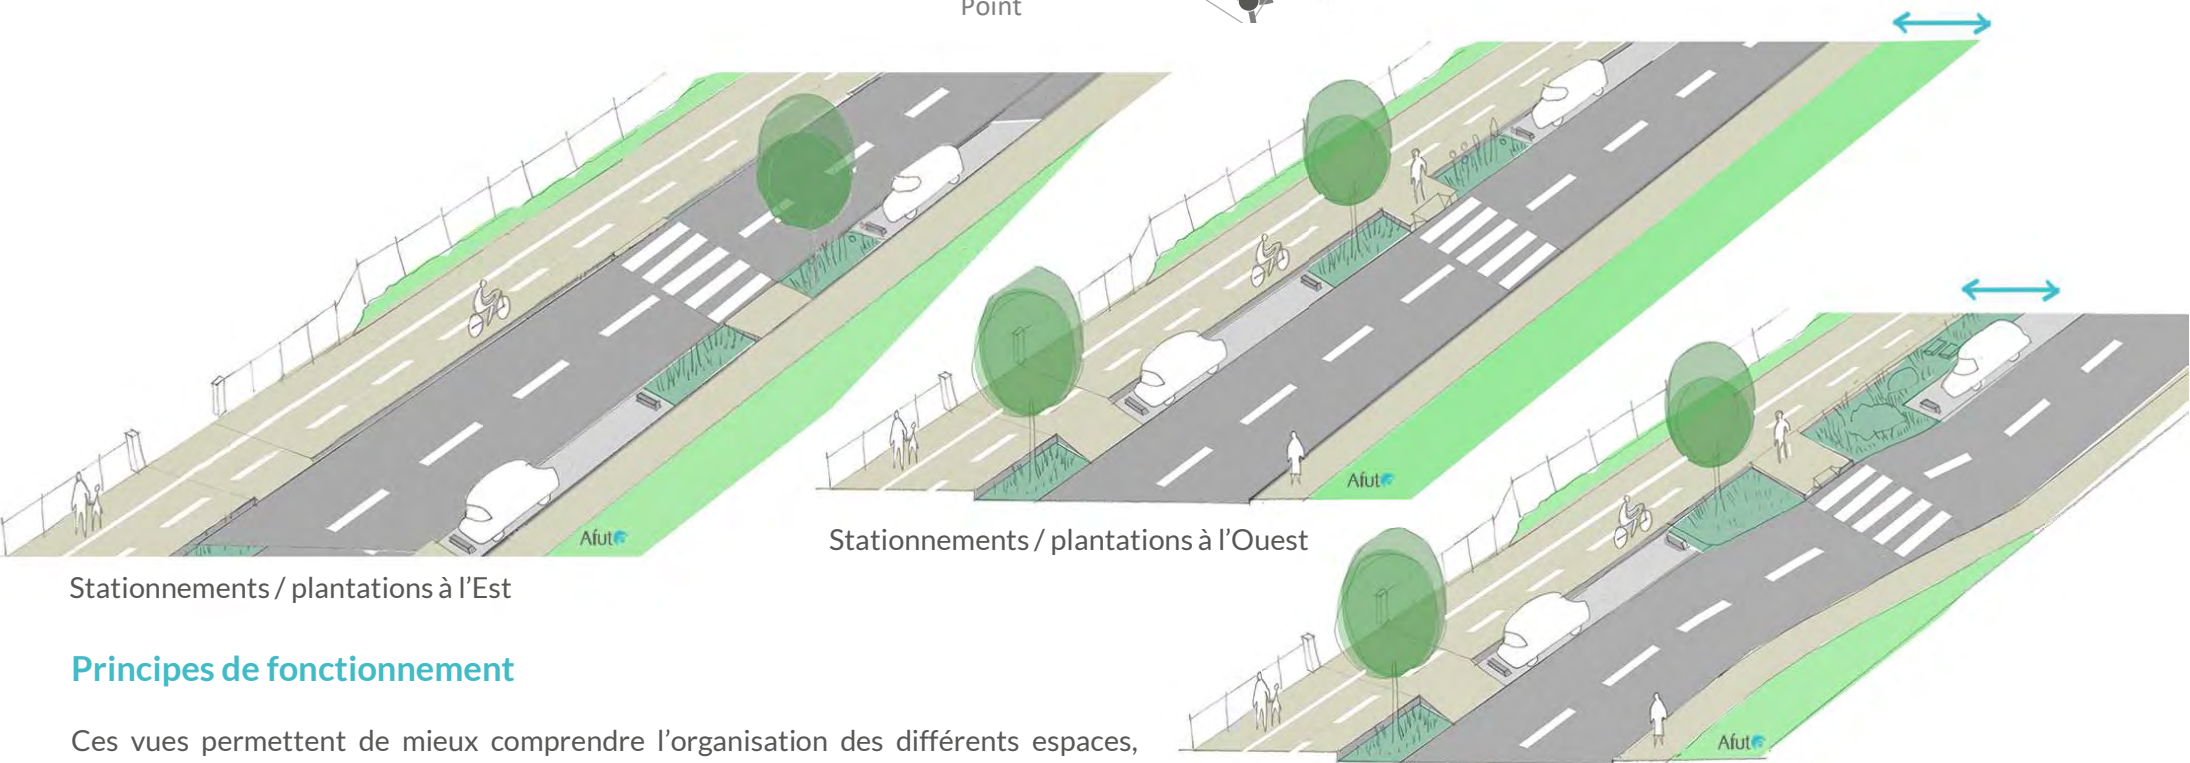 Point
Afut
Stationnements / plantations à l'Est
Afut
Stationnements / plantations à l'Ouest
Principes de fonctionnement
Ces vues permettent de mieux comprendre l'organisation des différents espaces,
Afut